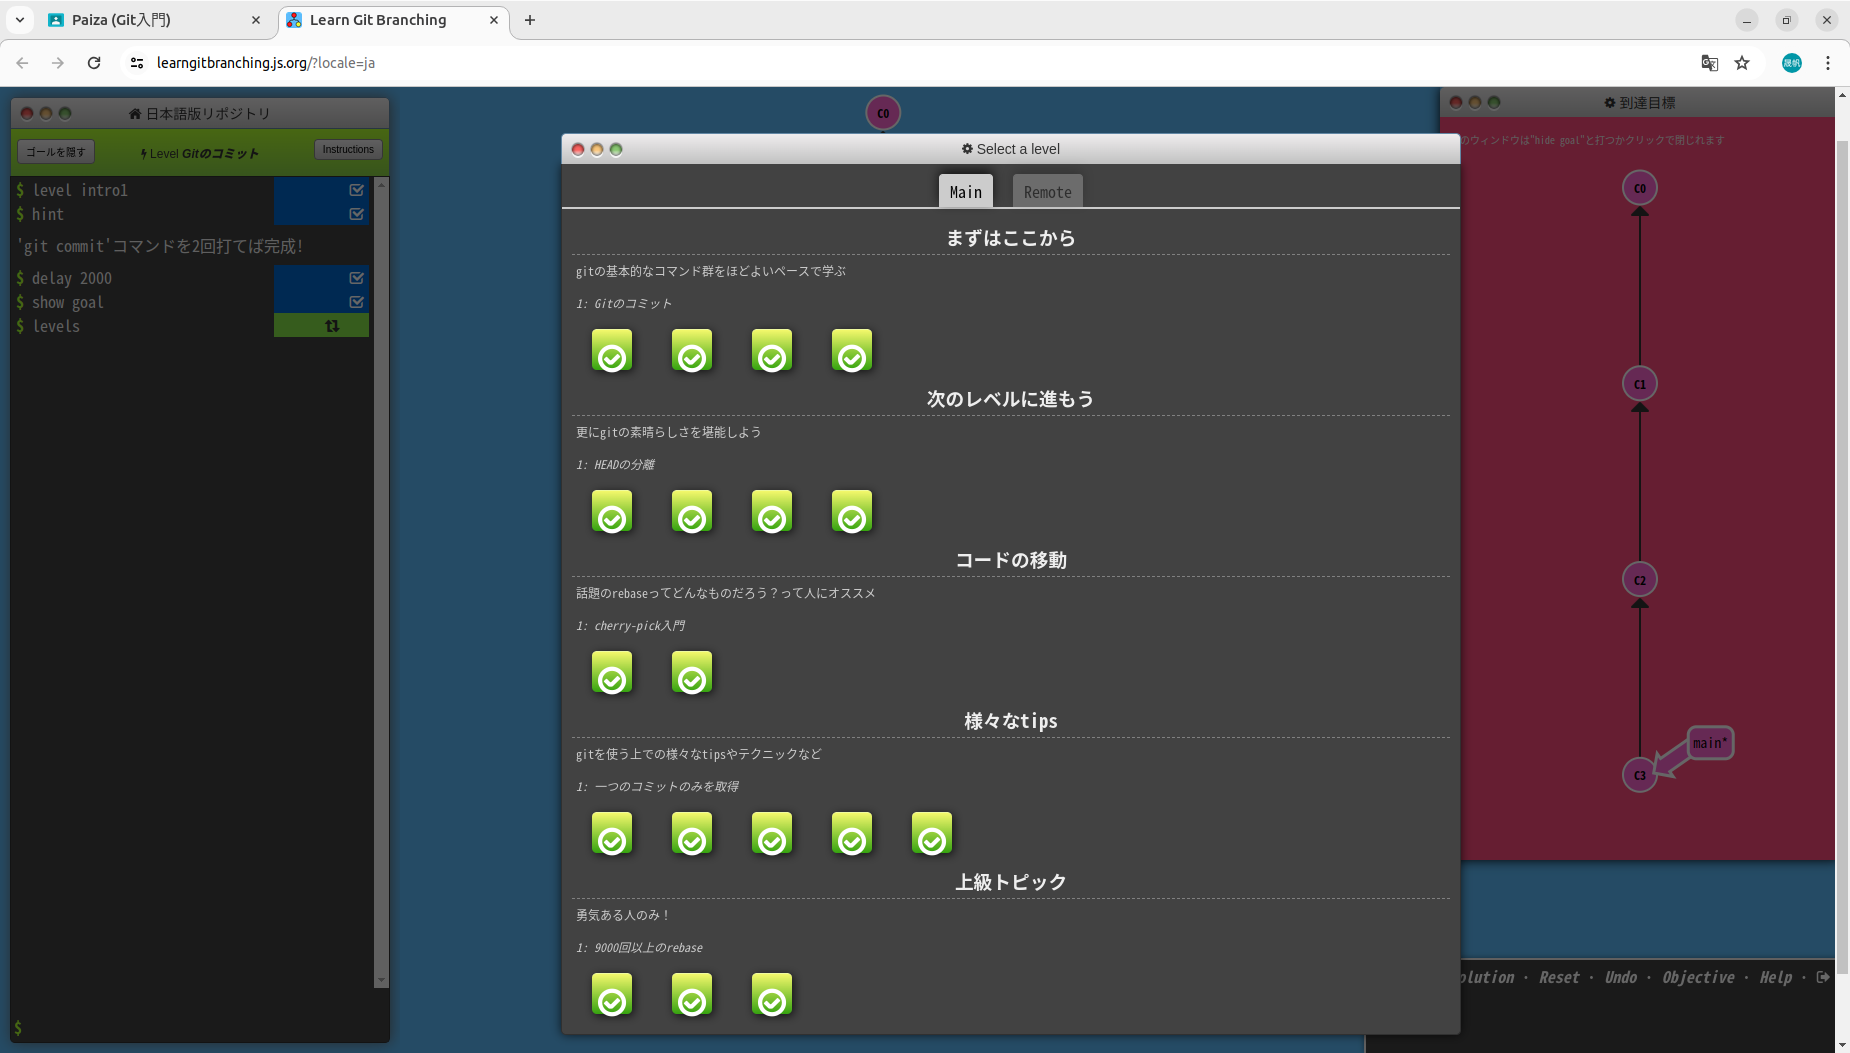 Paiza (Git入門)
Learn Git Branching
learngitbranching.js.org/?locale=ja
晟帆
日本語版リポジトリ
ゴールを隠す
Level Gitのコミット
Instructions
$ level intro1
$ hint
'git commit'コマンドを2回打てば完成!
$ delay 2000
$ show goal
$ levels
$
C0
Select a level
Main
Remote
まずはここから
gitの基本的なコマンド群をほどよいペースで学ぶ
1: Gitのコミット
次のレベルに進もう
更にgitの素晴らしさを堪能しよう
1: HEADの分離
コードの移動
話題のrebaseってどんなものだろう？って人にオススメ
1: cherry-pick入門
様々なtips
gitを使う上での様々なtipsやテクニックなど
1: 一つのコミットのみを取得
上級トピック
勇気ある人のみ！
1: 9000回以上のrebase
到達目標
のウィンドウは"hide goal"と打つかクリックで閉じれます
C0
C1
C2
main*
C3
olution · Reset · Undo · Objective · Help ·